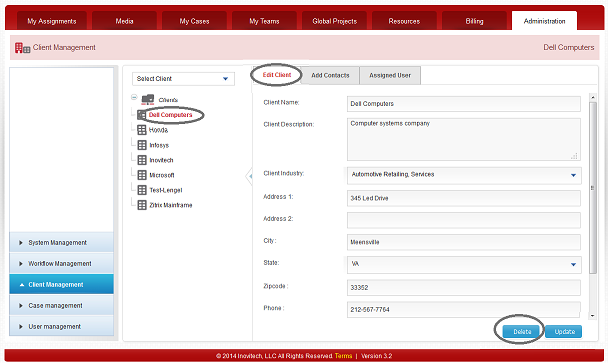 My Assignments Media My Cases My Teams Global Projects Resources Billing Administration
Client Management Dell Computers
Select Client
Clients
Dell Computers
Honda
Infosys
Inovitech
Microsoft
Test-Lengel
Zitrix Mainframe
System Management
Workflow Management
Client Management
Case management
User management
Edit Client Add Contacts Assigned User
Client Name: Dell Computers
Client Description: Computer systems company
Client Industry: Automotive Retailing, Services
Address 1: 345 Led Drive
Address 2:
City: Meensville
State: VA
Zipcode: 33352
Phone: 212-567-7764
Delete Update
© 2014 Inovitech, LLC All Rights Reserved. Terms | Version 3.2